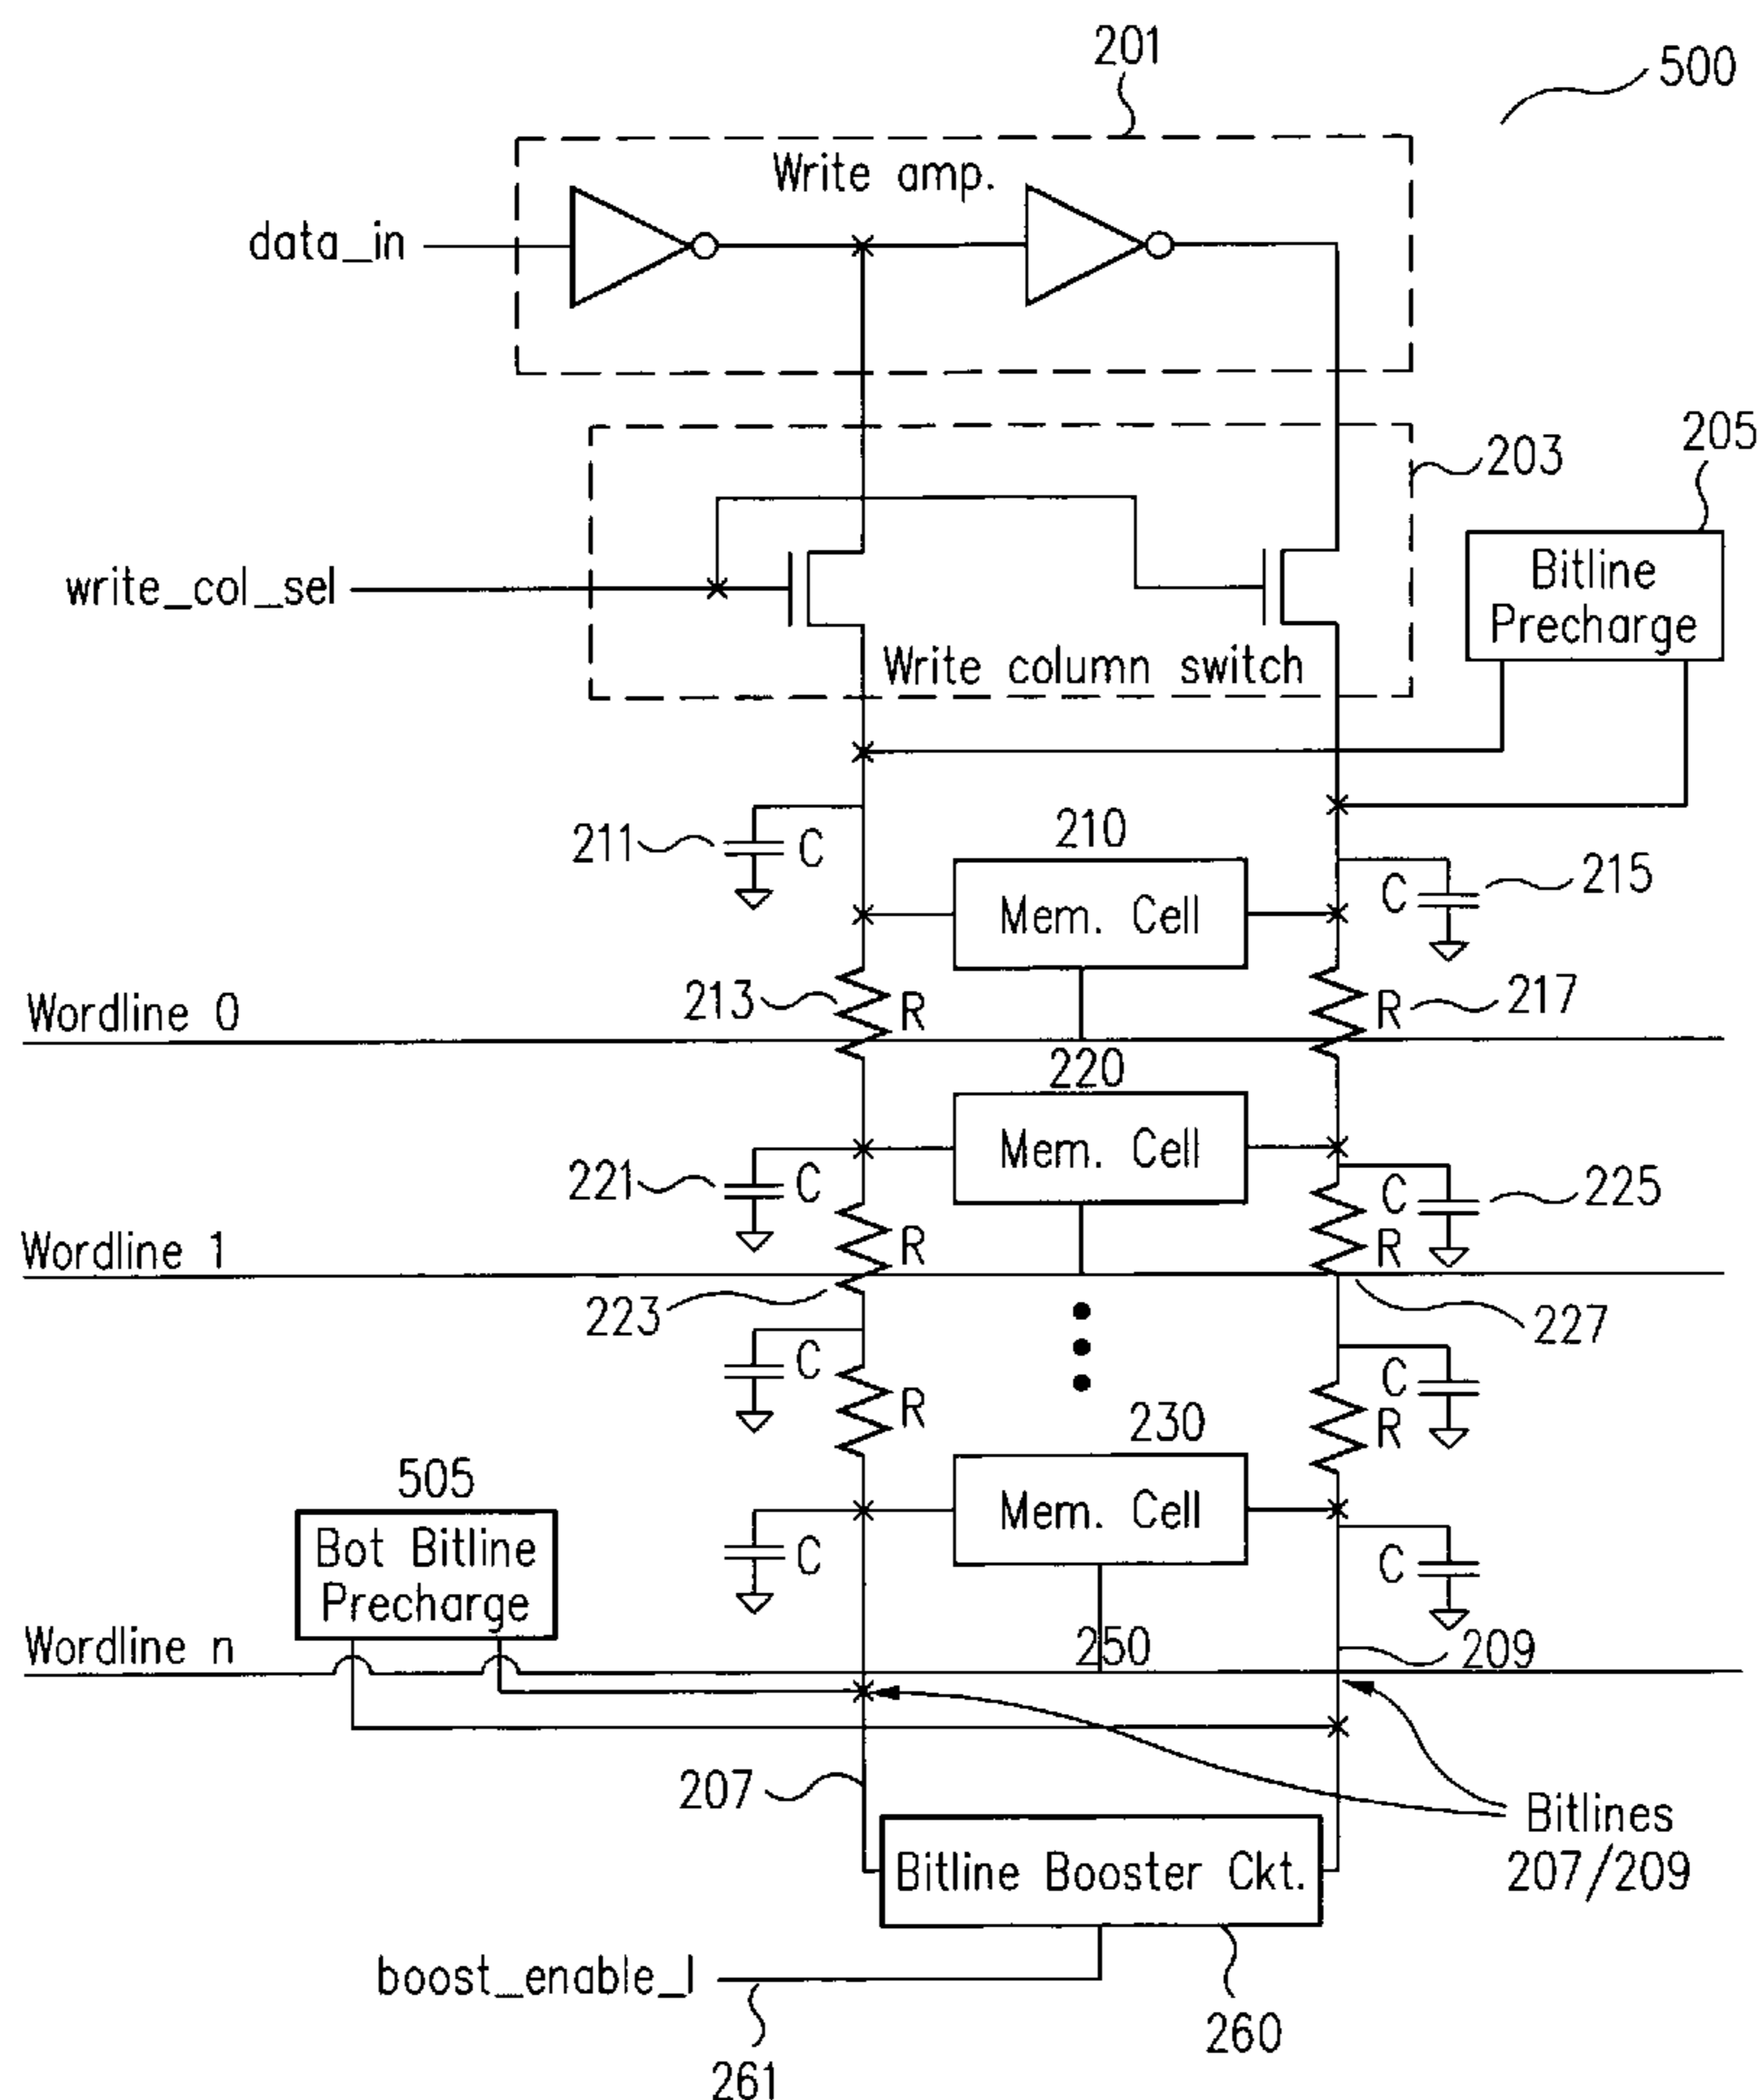 201
500
Write amp.
data_in
203
205
write_col_sel
Bitline
Precharge
Write column switch
211
C
210
Mem. Cell
C
215
213
R
R
217
Wordline 0
220
Mem. Cell
221
C
C
225
Wordline 1
R
R
223
227
C
C
R
R
230
505
Mem. Cell
Bot Bitline
Precharge
C
C
Wordline n
250
209
207
Bitlines
207/209
Bitline Booster Ckt.
boost_enable_l
260
261